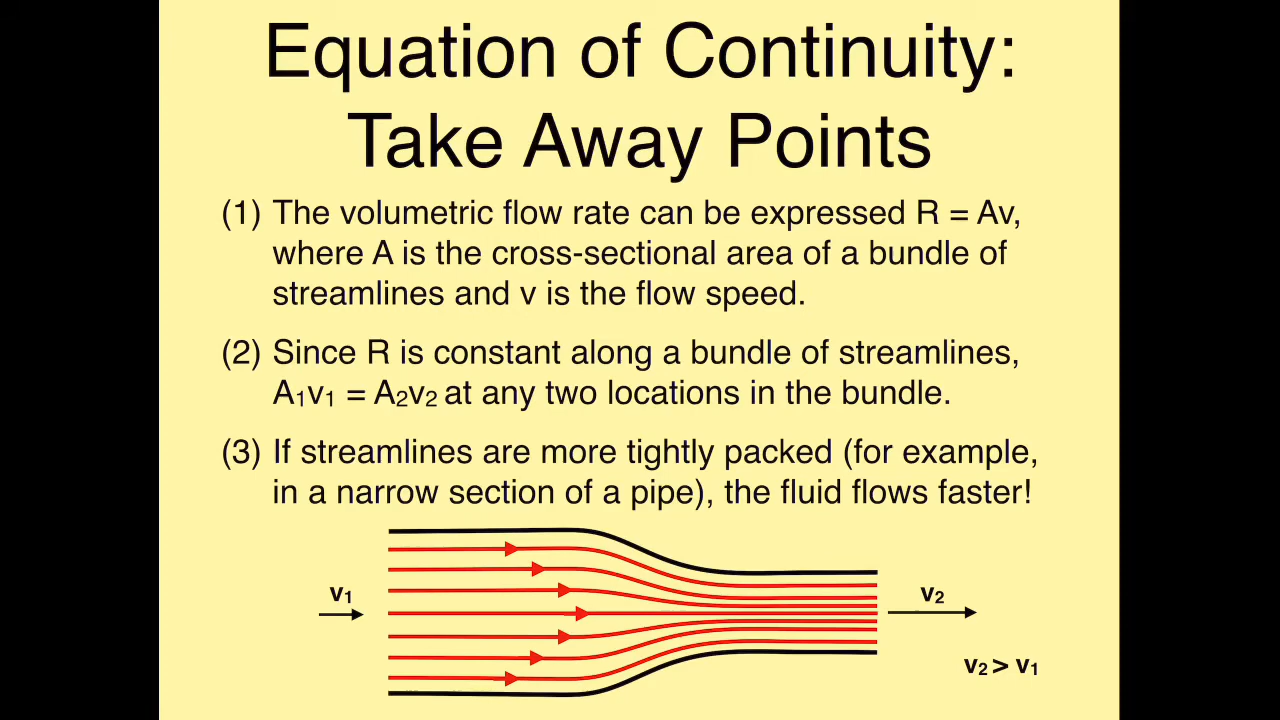 Equation of Continuity:
Take Away Points
(1) The volumetric flow rate can be expressed R = Av,
where A is the cross-sectional area of a bundle of
streamlines and v is the flow speed.
(2) Since R is constant along a bundle of streamlines,
A₁v₁ = A₂v₂ at any two locations in the bundle.
(3) If streamlines are more tightly packed (for example,
in a narrow section of a pipe), the fluid flows faster!
v₁
v₂
v₂ > v₁